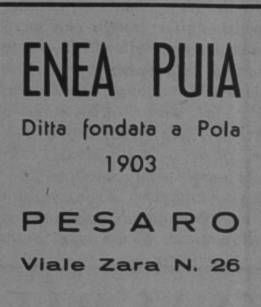 ENEA PUIA
Ditta fondata a Pola
1903
PESARO
Viale Zara N. 26